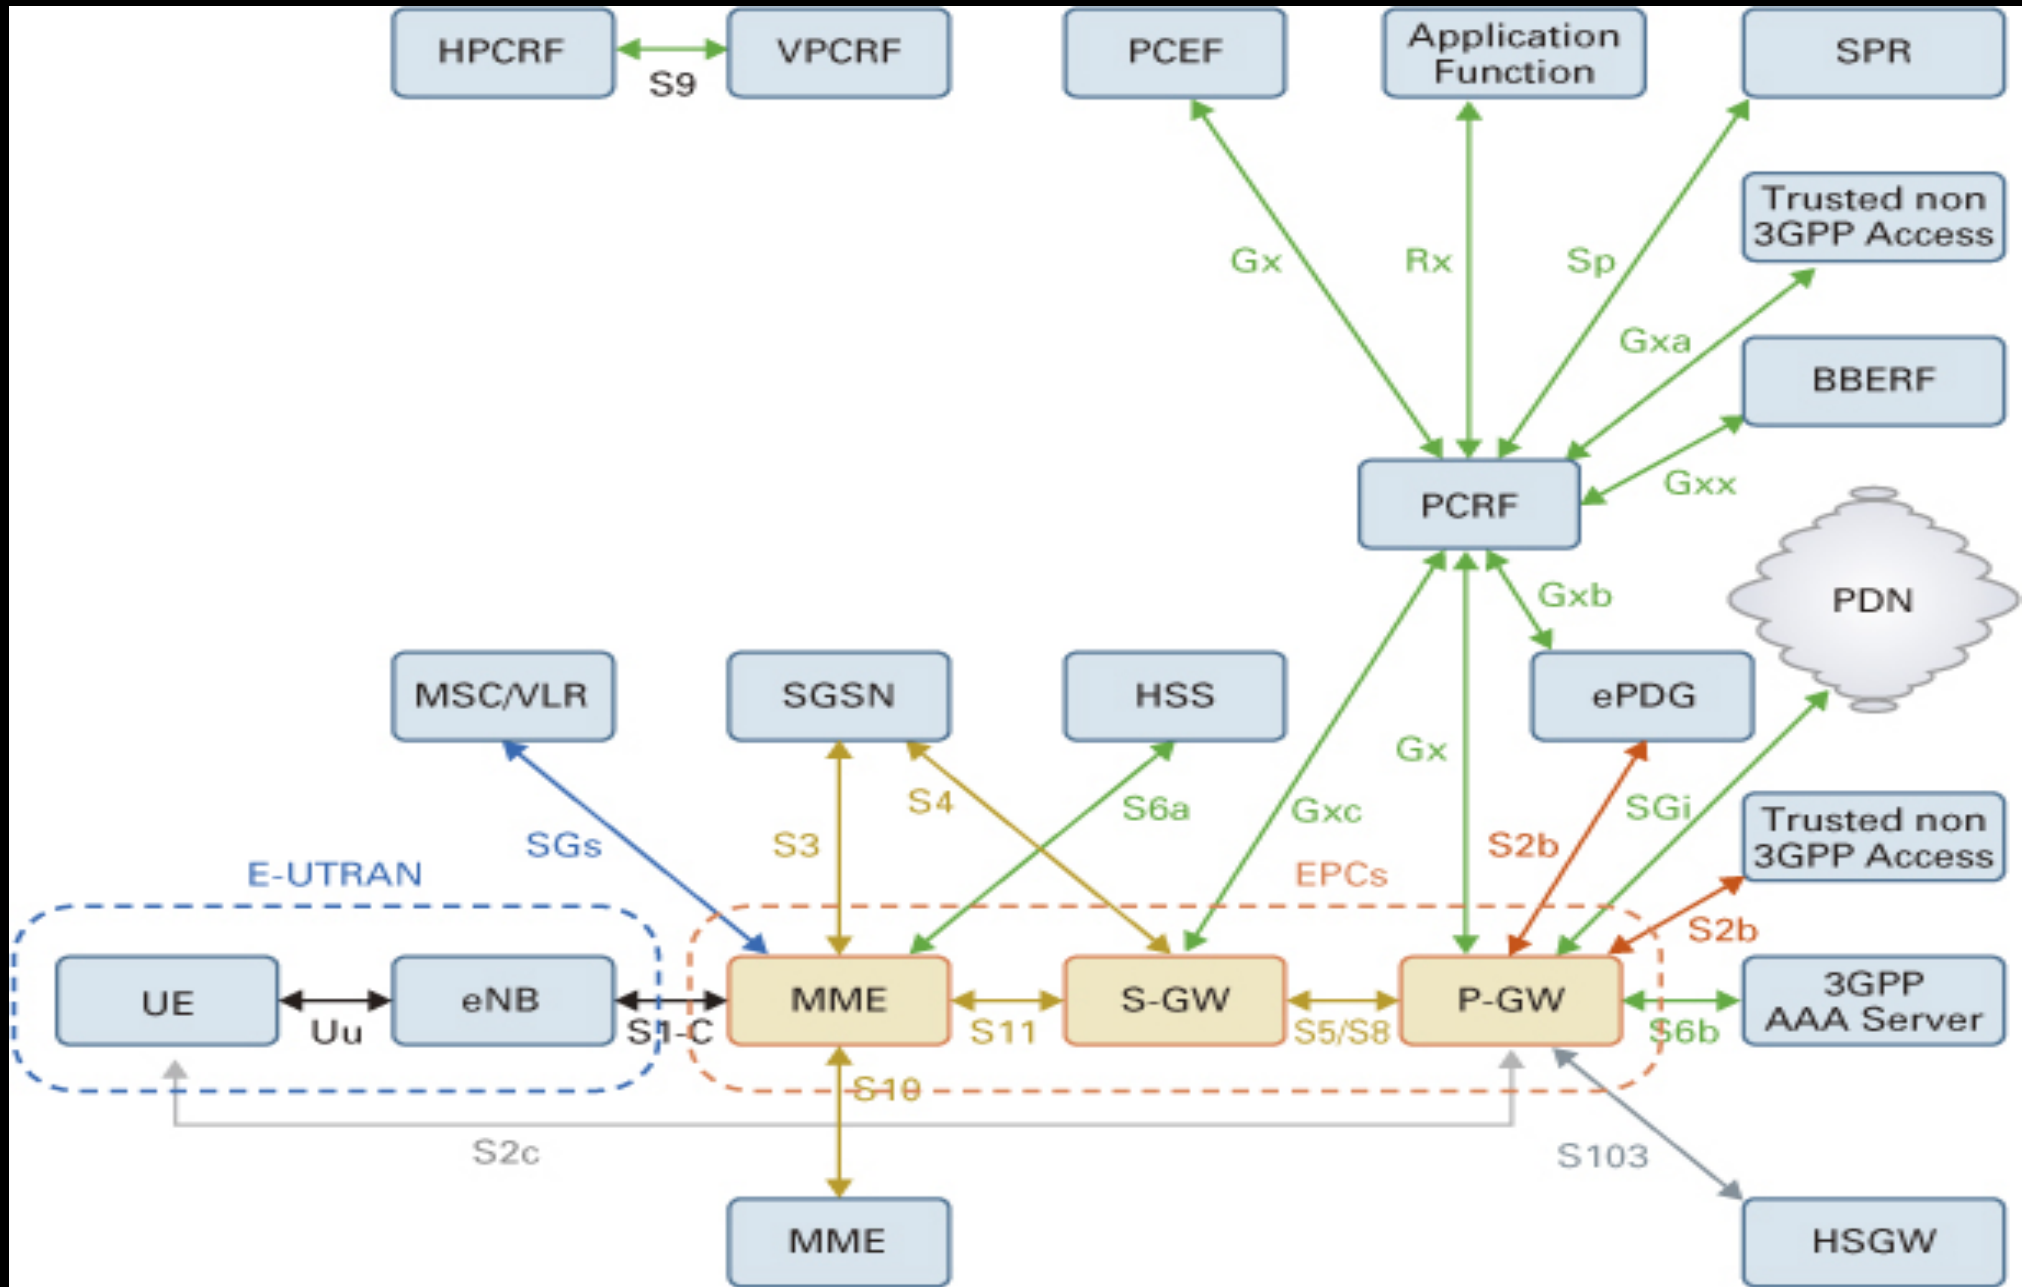 HPCRF
S9
VPCRF
PCEF
Application
Function
SPR
Trusted non
3GPP Access
Gx
Rx
Sp
Gxa
BBERF
Gxx
PCRF
PDN
Gxb
MSC/VLR
SGSN
HSS
ePDG
Gx
S4
S6a
Gxc
SGi
SGs
S3
S2b
Trusted non
3GPP Access
E-UTRAN
EPCs
S2b
UE
Uu
eNB
S1-C
MME
S11
S-GW
S5/S8
P-GW
S6b
3GPP
AAA Server
S10
S2c
S103
MME
HSGW